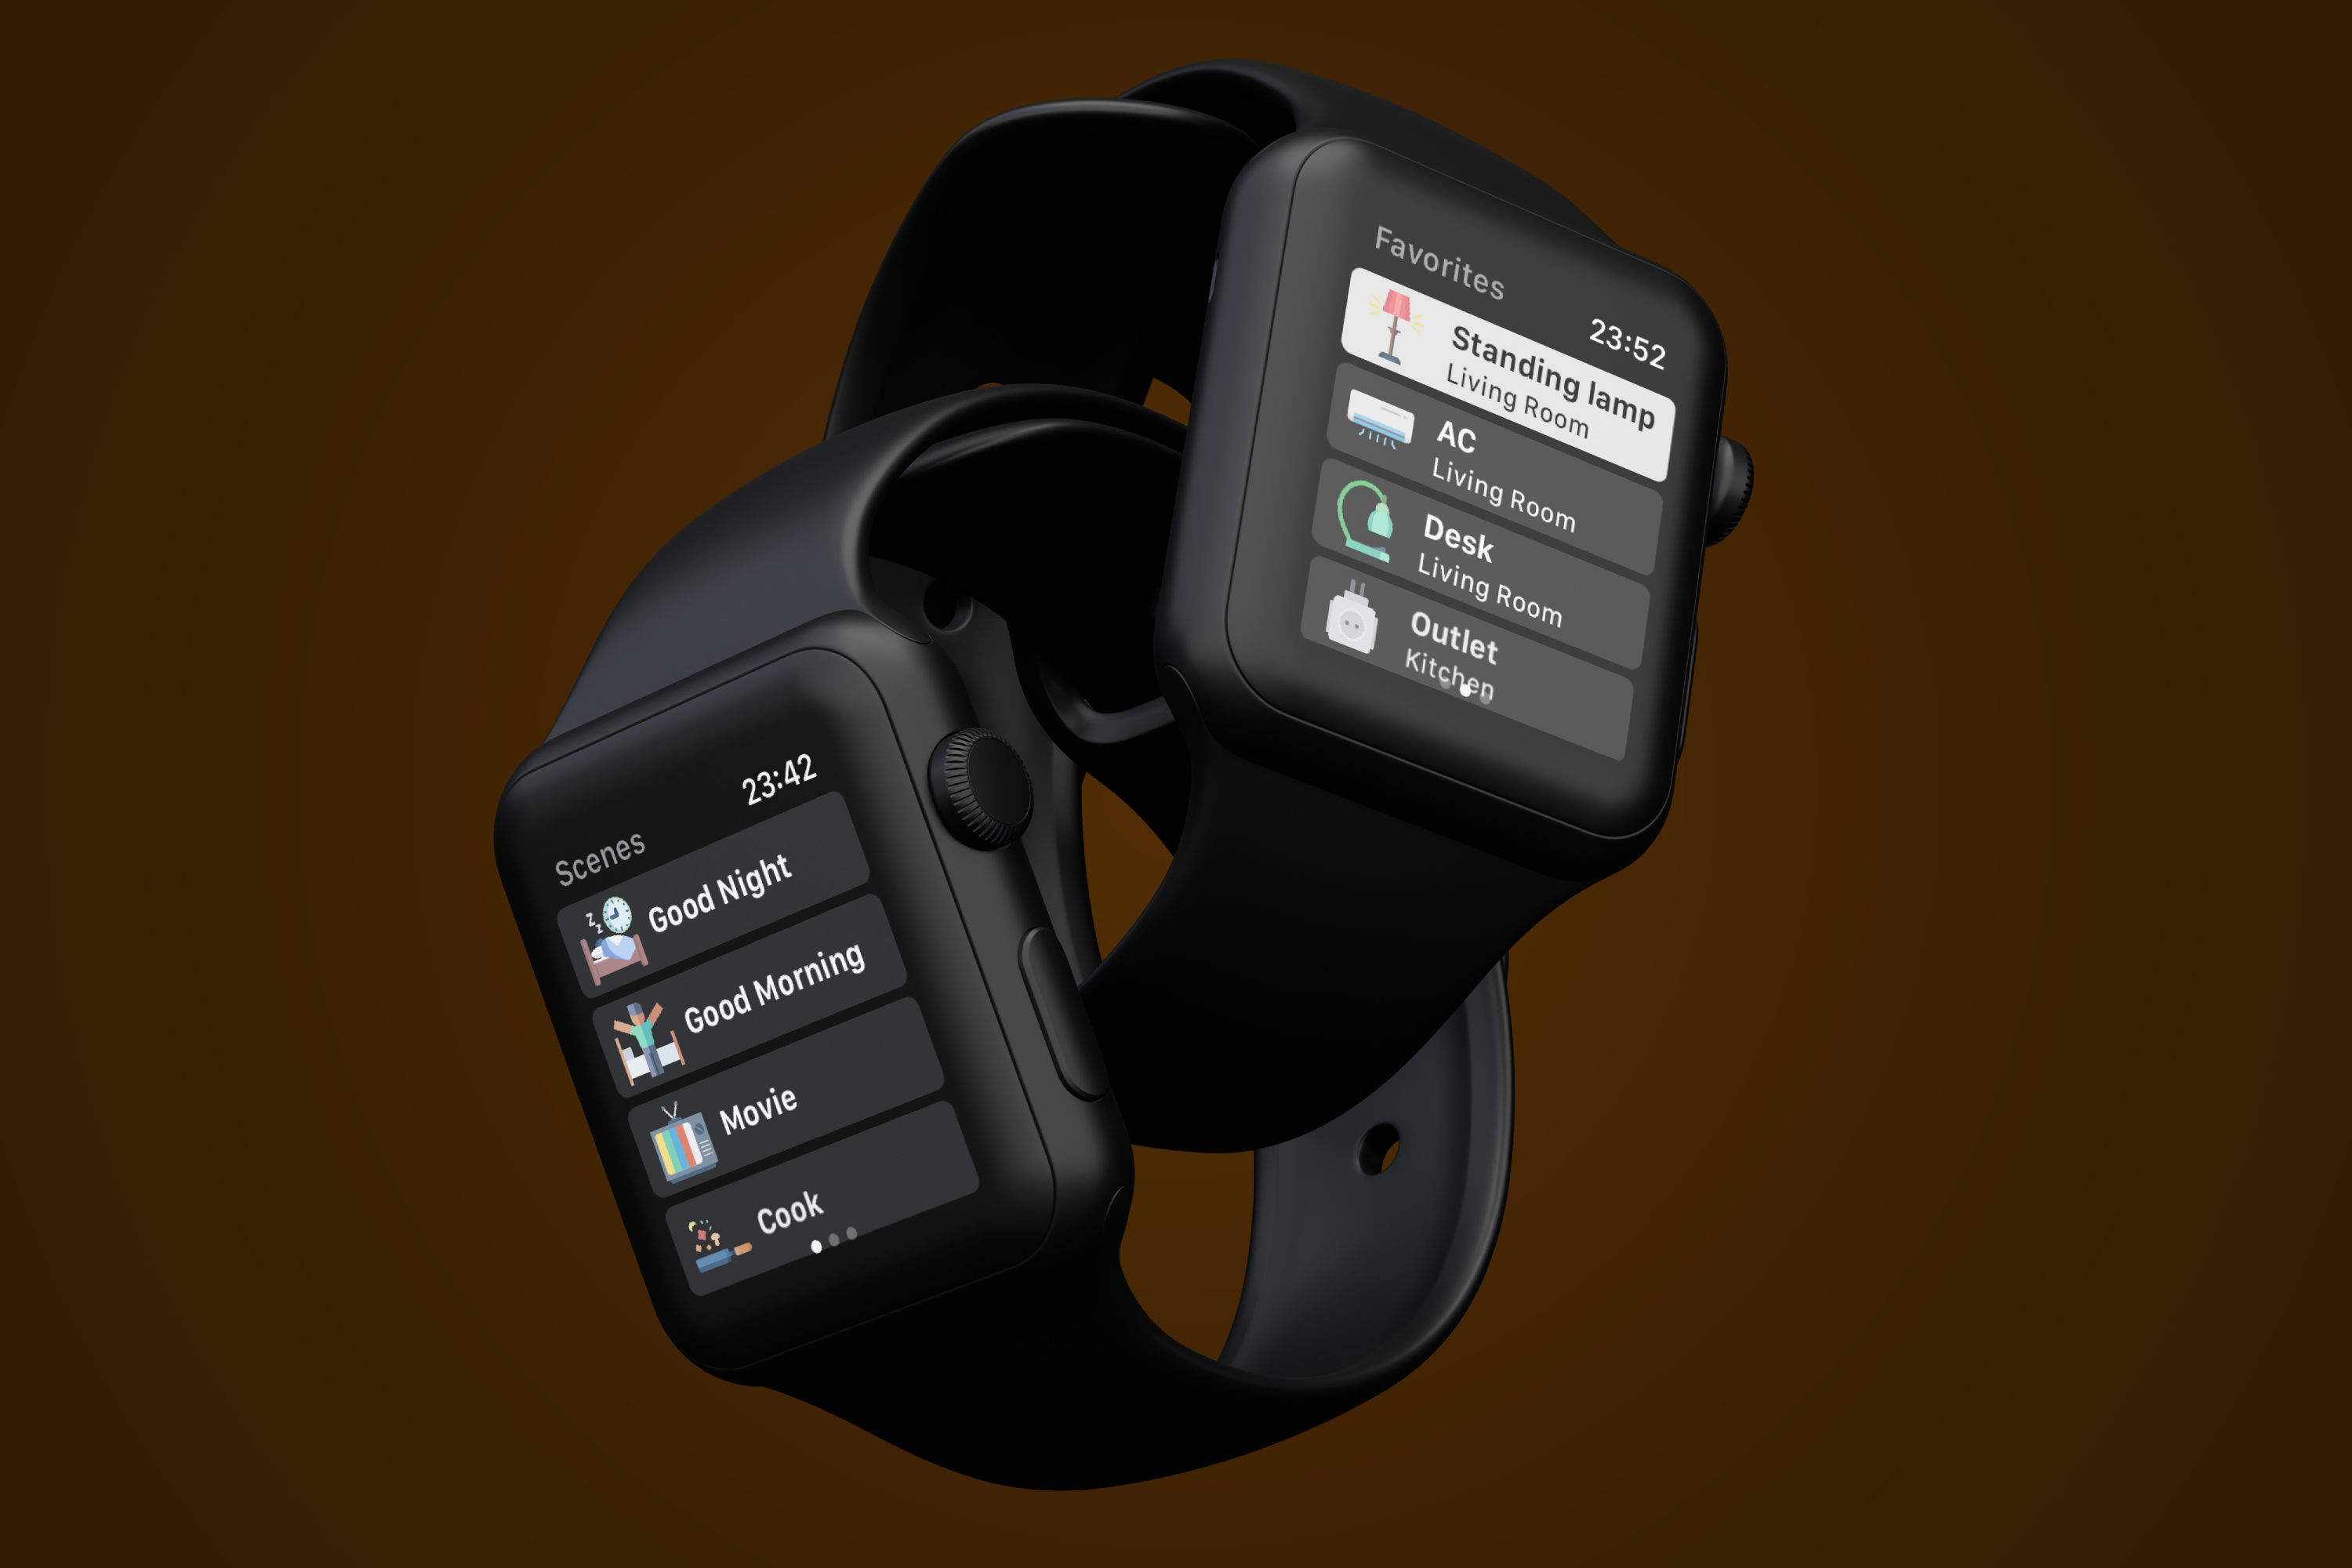 Favorites
23:52
Standing lamp
Living Room
AC
Living Room
Desk
Living Room
Outlet
Kitchen
23:42
Scenes
z
z
Good Night
Good Morning
Movie
Cook